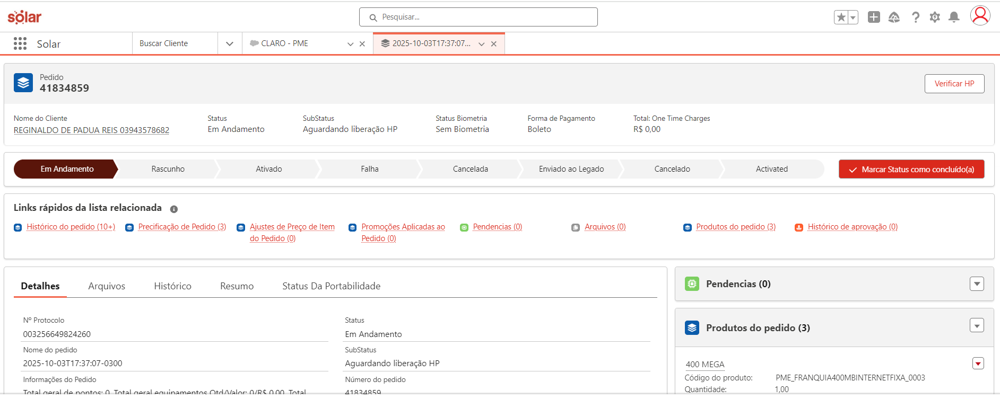 solar
Pesquisar...
Solar
Buscar Cliente
CLARO - PME
2025-10-03T17:37:07...
Pedido
41834859
Verificar HP
Nome do Cliente
Status
SubStatus
Status Biometria
Forma de Pagamento
Total: One Time Charges
REGINALDO DE PADUA REIS 03943578682
Em Andamento
Aguardando liberação HP
Sem Biometria
Boleto
R$ 0,00
Em Andamento
Rascunho
Ativado
Falha
Cancelada
Enviado ao Legado
Cancelado
Activated
Marcar Status como concluído(a)
Links rápidos da lista relacionada
Histórico do pedido (10+)
Precificação de Pedido (3)
Ajustes de Preço de Item
do Pedido (0)
Promoções Aplicadas ao
Pedido (0)
Pendencias (0)
Arquivos (0)
Produtos do pedido (3)
Histórico de aprovação (0)
Detalhes
Arquivos
Histórico
Resumo
Status Da Portabilidade
Nº Protocolo
003256649824260
Status
Em Andamento
Nome do pedido
2025-10-03T17:37:07-0300
SubStatus
Aguardando liberação HP
Informações do Pedido
Total geral de pontos: 0, Total geral equipamentos Qtd/Valor: 0/R$ 0,00, Total
Número do pedido
41834859
Pendencias (0)
Produtos do pedido (3)
400 MEGA
Código do produto: PME_FRANQUIA400MBINTERNETFIXA_0003
Quantidade: 1,00